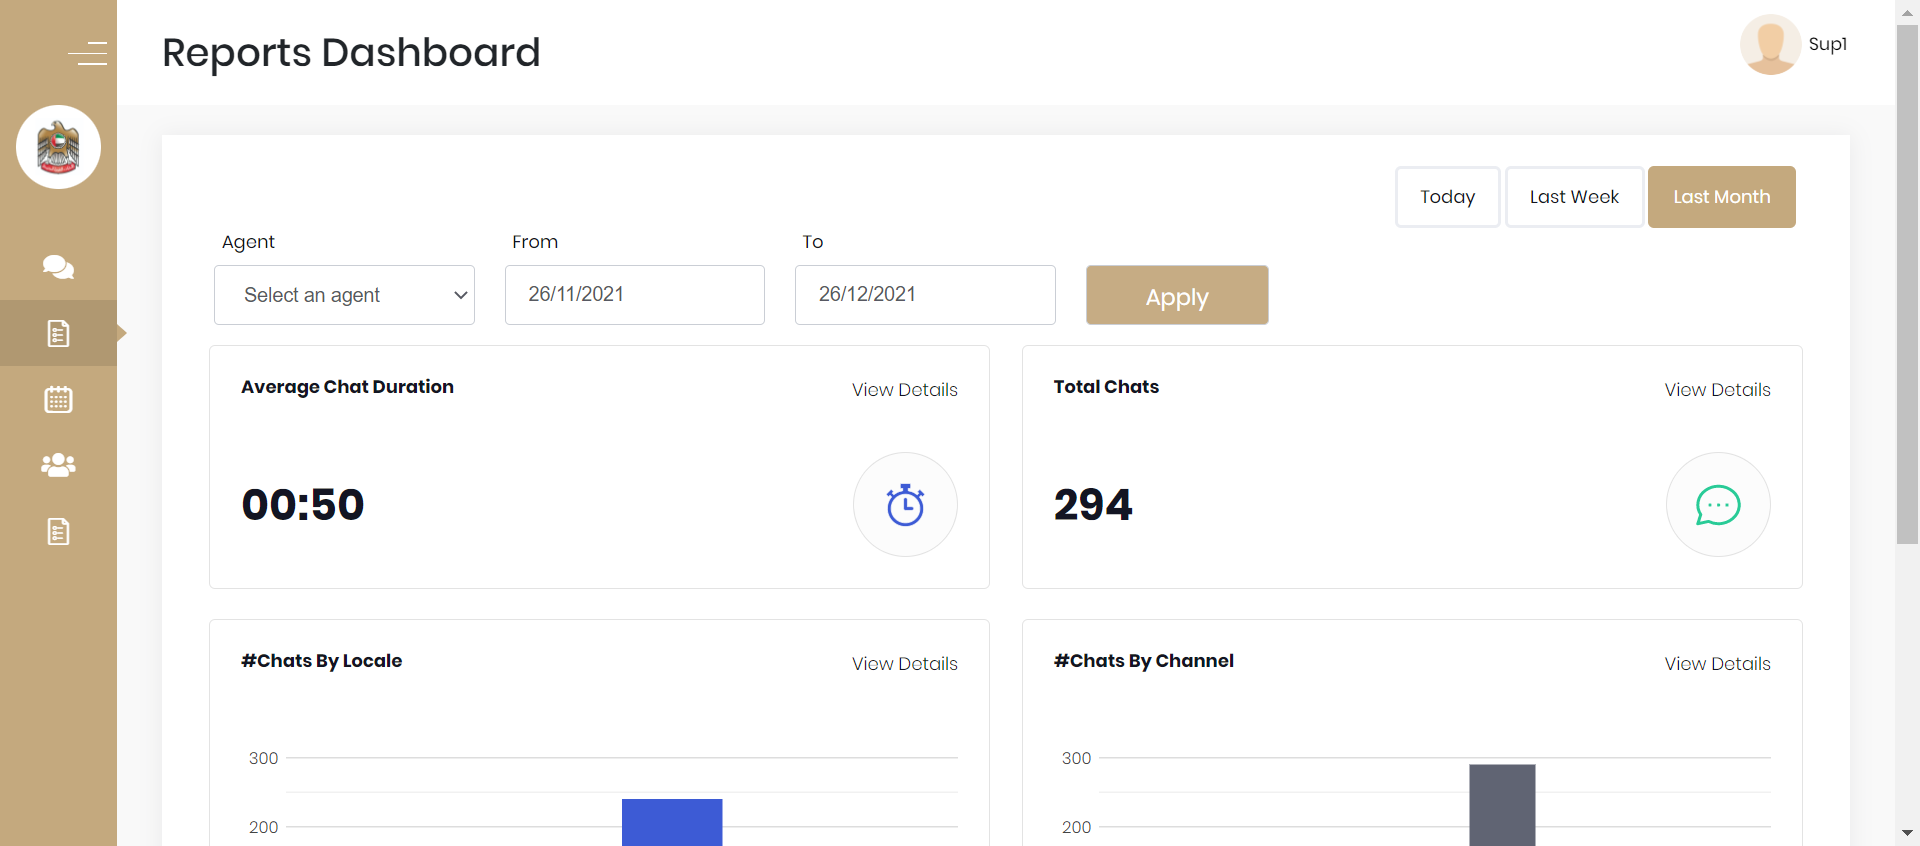 Reports Dashboard
Sup1
Today
Last Week
Last Month
Agent
From
To
Select an agent
26/11/2021
26/12/2021
Apply
Average Chat Duration
View Details
00:50
Total Chats
View Details
294
#Chats By Locale
View Details
300
200
#Chats By Channel
View Details
300
200